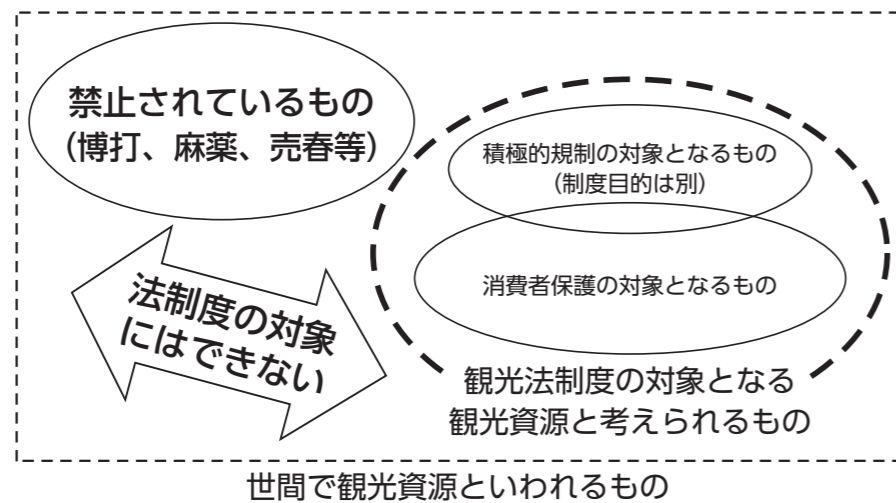 禁止されているもの
(博打、麻薬、売春等)
積極的規制の対象となるもの
(制度目的は別)
消費者保護の対象となるもの
法制度の対象
にはできない
観光法制度の対象となる
観光資源と考えられるもの
世間で観光資源といわれるもの